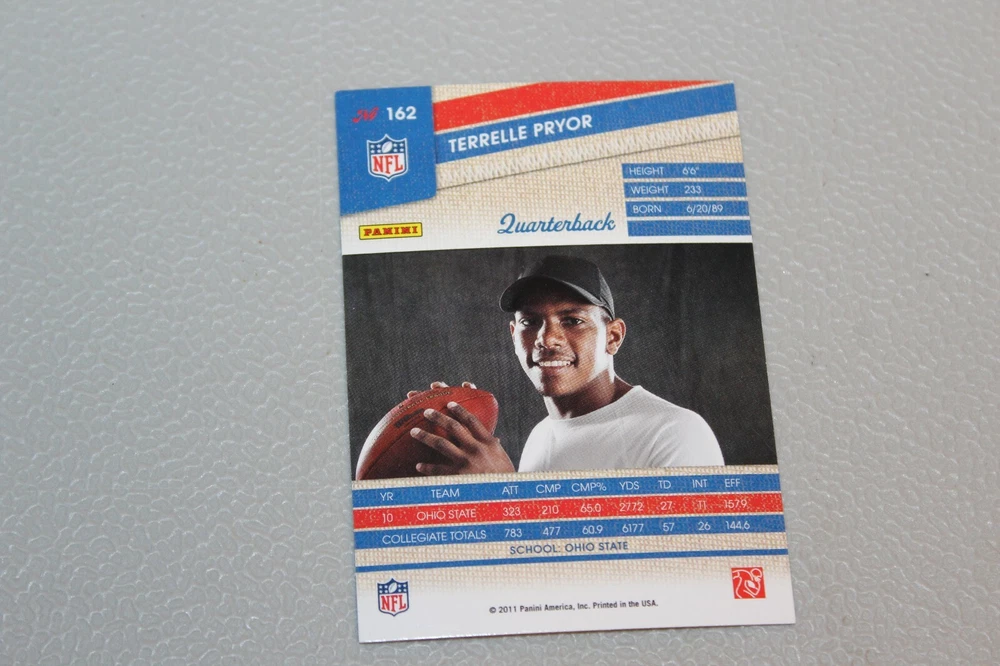 162
NFL
TERRELLE PRYOR
HEIGHT 6'6"
WEIGHT 233
BORN 6/20/89
PANINI
Quarterback
YR TEAM ATT CMP CMP% YDS TD INT EFF
10 OHIO STATE 323 210 65.0 2772 27 11 157.9
COLLEGIATE TOTALS 783 477 60.9 6177 57 26 144.6
SCHOOL: OHIO STATE
NFL
© 2011 Panini America, Inc. Printed in the USA.